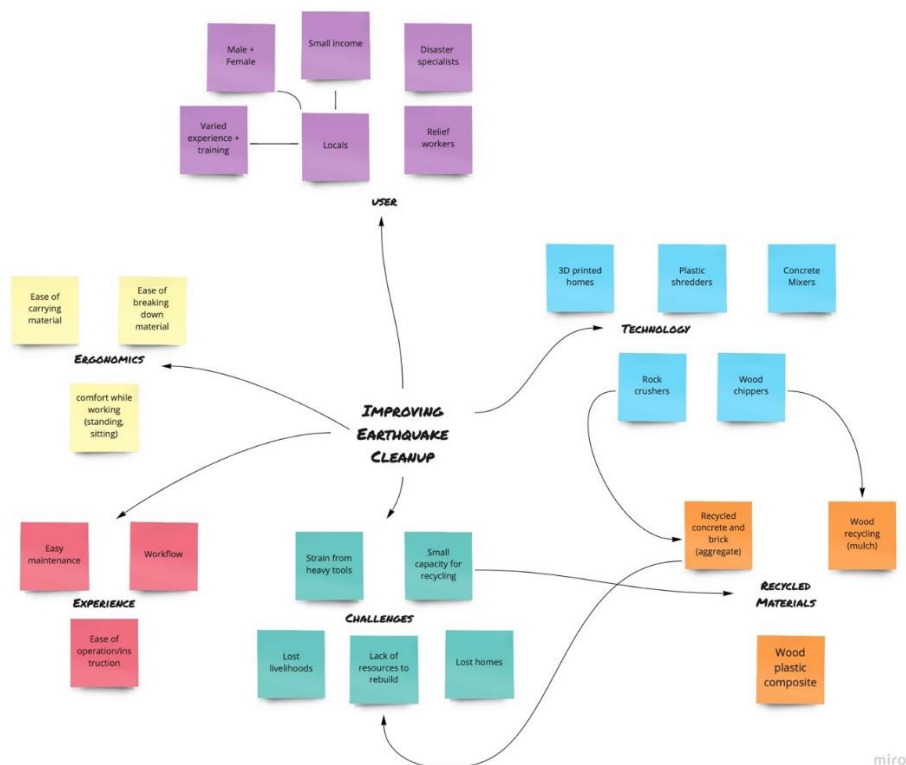 Male +
Female
Small income
Disaster
specialists
Varied
experience +
training
Locals
Relief
workers
USER
3D printed
homes
Plastic
shredders
Concrete
Mixers
TECHNOLOGY
Rock
crushers
Wood
chippers
Ease of
carrying
material
Ease of
breaking
down
material
ERGONOMICS
comfort while
working
(standing,
sitting)
IMPROVING
EARTHQUAKE
CLEANUP
Easy
maintenance
Workflow
EXPERIENCE
Ease of
operation/ins
truction
Strain from
heavy tools
Small
capacity for
recycling
CHALLENGES
Lost
livelihoods
Lack of
resources to
rebuild
Lost homes
Recycled
concrete and
brick
(aggregate)
Wood
recycling
(mulch)
RECYCLED
MATERIALS
Wood
plastic
composite
miro